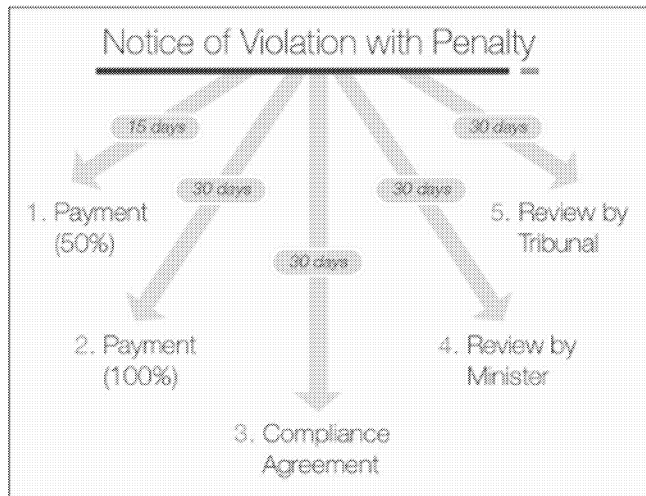 Notice of Violation with Penalty
15 days
30 days
30 days
30 days
30 days
1. Payment
(50%)
5. Review by
Tribunal
2. Payment
(100%)
4. Review by
Minister
3. Compliance
Agreement